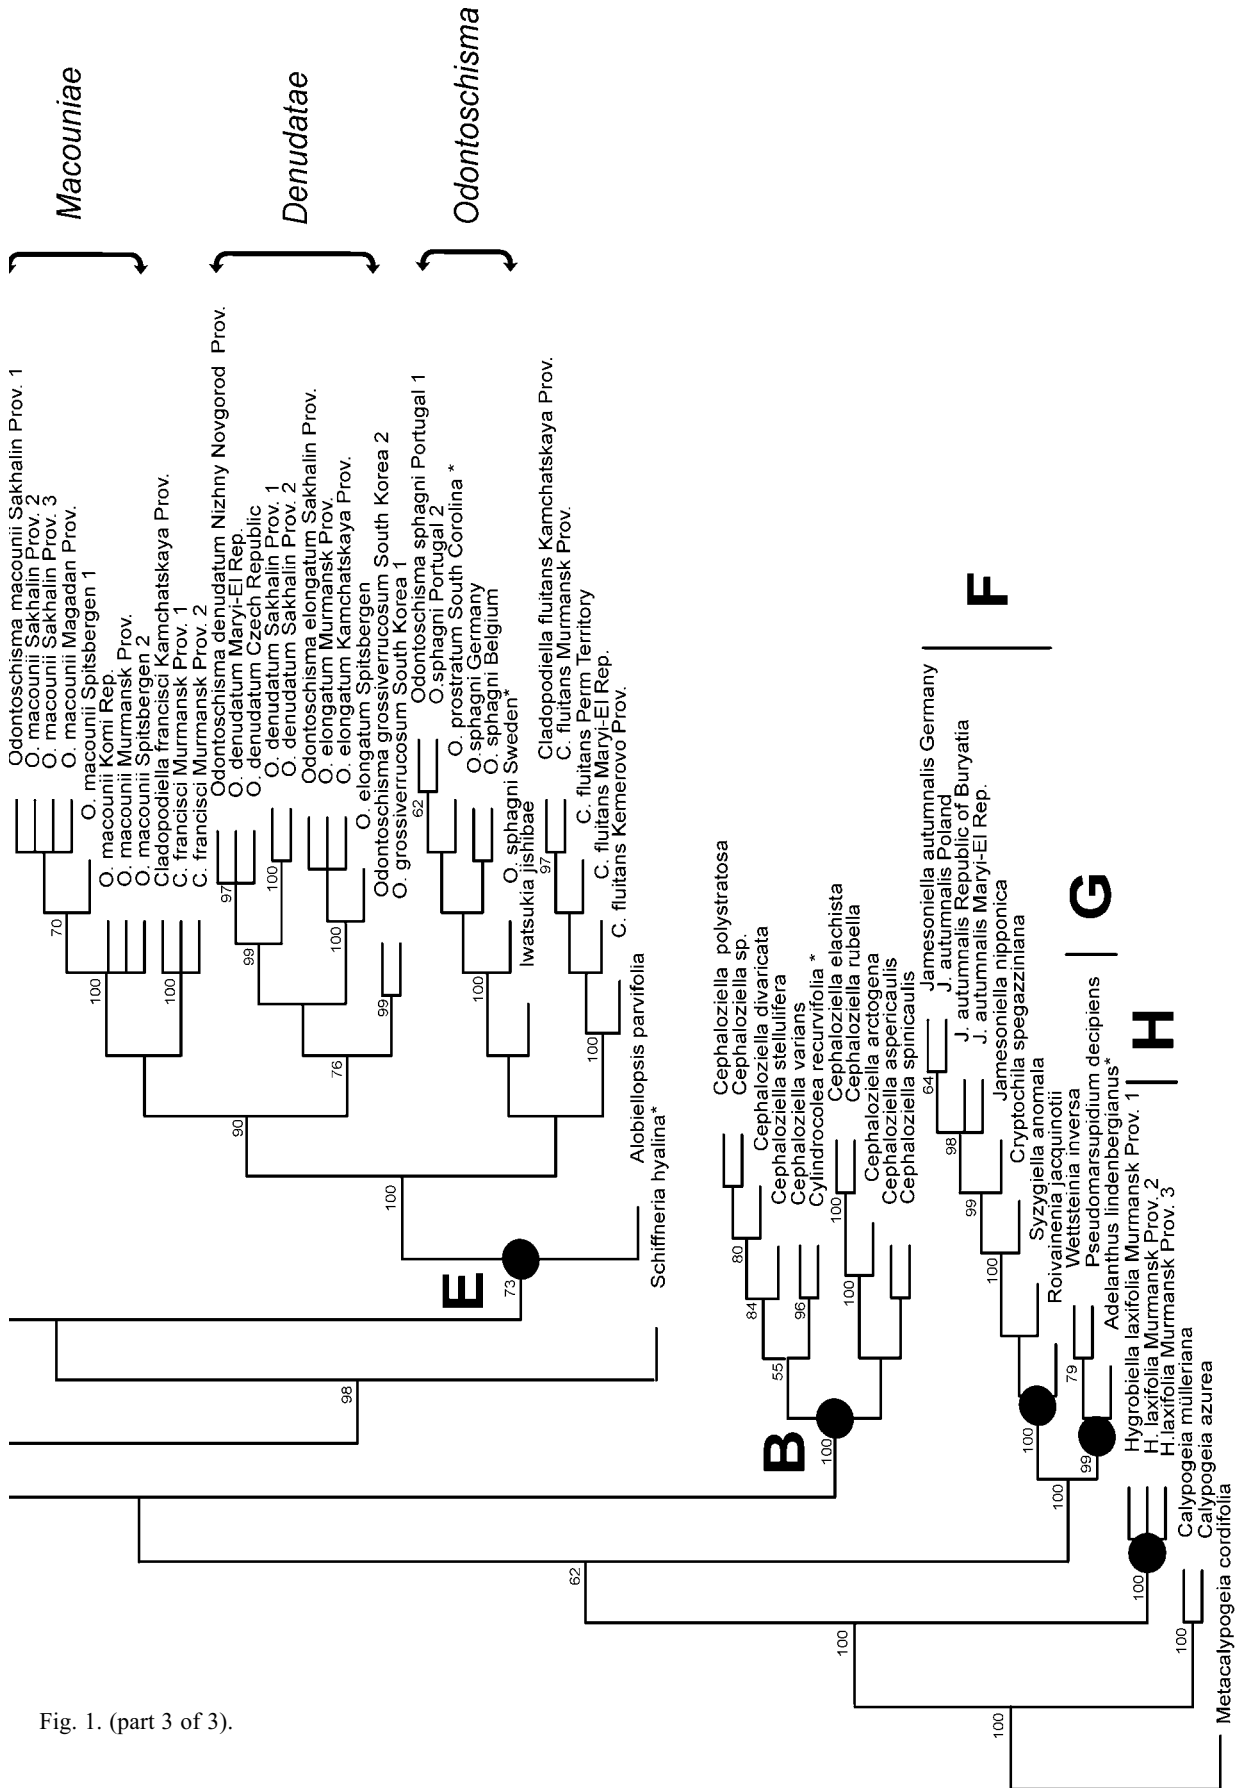 Macouniae
Denudatae
Odontoschisma
Odontoschisma macounii Sakhalin Prov. 1
O. macounii Sakhalin Prov. 2
O. macounii Sakhalin Prov. 3
O. macounii Magadan Prov.
O. macounii Spitsbergen 1
O. macounii Komi Rep.
O. macounii Murmansk Prov.
O. macounii Spitsbergen 2
Cladopodiella francisci Kamchatskaya Prov.
C. francisci Murmansk Prov. 1
C. francisci Murmansk Prov. 2
Odontoschisma denudatum Nizhny Novgorod Prov.
O. denudatum Maryi-El Rep.
O. denudatum Czech Republic
O. denudatum Sakhalin Prov. 1
O. denudatum Sakhalin Prov. 2
Odontoschisma elongatum Sakhalin Prov.
O. elongatum Murmansk Prov.
O. elongatum Kamchatskaya Prov.
O. elongatum Spitsbergen
Odontoschisma grossiverrucosum South Korea 2
O. grossiverrucosum South Korea 1
Odontoschisma sphagni Portugal 1
O.sphagni Portugal 2
O. prostratum South Corolina *
O.sphagni Germany
O. sphagni Belgium
O. sphagni Sweden*
Iwatsukia jishibae
Cladopodiella fluitans Kamchatskaya Prov.
C. fluitans Murmansk Prov.
C. fluitans Perm Territory
C. fluitans Maryi-El Rep.
C. fluitans Kemerovo Prov.
Alobiellopsis parvifolia
Schiffneria hyalina*
Cephaloziella polystratosa
Cephaloziella sp.
Cephaloziella divaricata
Cephaloziella stellulifera
Cephaloziella varians
Cylindrocolea recurvifolia *
Cephaloziella elachista
Cephaloziella rubella
Cephaloziella arctogena
Cephaloziella aspericaulis
Cephaloziella spinicaulis
Jamesoniella autumnalis Germany
J. autumnalis Poland
J. autumnalis Republic of Buryatia
J. autumnalis Maryi-El Rep.
Jamesoniella nipponica
Cryptochila spegazziniana
Syzygiella anomala
Roivainenia jacquinotii
Wettsteinia inversa
Pseudomarsupidium decipiens
Adelanthus lindenbergianus*
Hygrobiella laxifolia Murmansk Prov. 1
H. laxifolia Murmansk Prov. 2
H.laxifolia Murmansk Prov. 3
Calypogeia mülleriana
Calypogeia azurea
Metacalypogeia cordifolia
70
100
100
97
99
100
100
99
76
90
62
100
97
100
100
E
73
98
80
84
96
55
100
100
B
100
64
98
99
100
100
79
99
100
F
G
H
62
100
100
100
100
Fig. 1. (part 3 of 3).